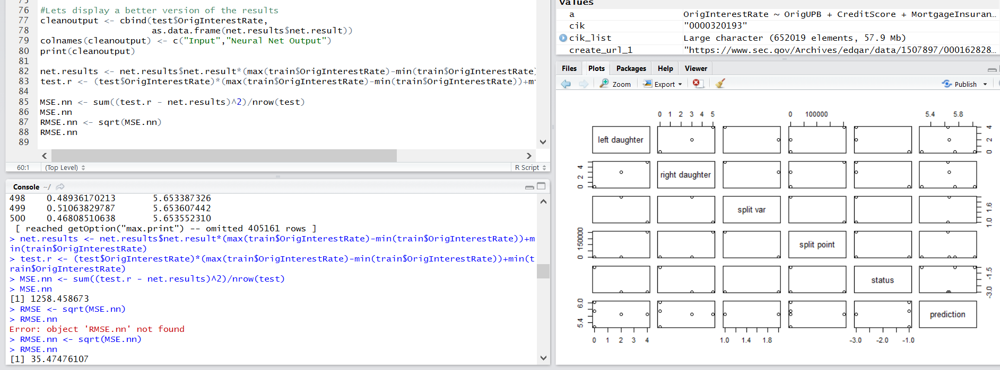 76 #Lets display a better version of the results
77 cleanoutput <- cbind(test$OrigInterestRate,
78 as.data.frame(net.results$net.result))
79 colnames(cleanoutput) <- c("Input","Neural Net Output")
80 print(cleanoutput)
81
82 net.results <- net.results$net.result*(max(train$OrigInterestRate)-min(train$OrigInterestRate)
83 test.r <- (test$OrigInterestRate)*(max(train$OrigInterestRate)-min(train$OrigInterestRate))+mi
84
85 MSE.nn <- sum((test.r - net.results)^2)/nrow(test)
86 MSE.nn
87 RMSE.nn <- sqrt(MSE.nn)
88 RMSE.nn
89
60:1 (Top Level) R Script
Console ~/
498 0.48936170213 5.653387326
499 0.51063829787 5.653607442
500 0.46808510638 5.653552310
[ reached getOption("max.print") -- omitted 405161 rows ]
> net.results <- net.results$net.result*(max(train$OrigInterestRate)-min(train$OrigInterestRate))+m
in(train$OrigInterestRate)
> test.r <- (test$OrigInterestRate)*(max(train$OrigInterestRate)-min(train$OrigInterestRate))+min(t
rain$OrigInterestRate)
> MSE.nn <- sum((test.r - net.results)^2)/nrow(test)
> MSE.nn
[1] 1258.458673
> RMSE <- sqrt(MSE.nn)
> RMSE.nn
Error: object 'RMSE.nn' not found
> RMSE.nn <- sqrt(MSE.nn)
> RMSE.nn
[1] 35.47476107
Values
a OrigInterestRate ~ OrigUPB + CreditScore + MortgageInsuran…
cik "0000320193"
cik_list Large character (652019 elements, 57.9 Mb)
create_url_1 "https://www.sec.gov/Archives/edgar/data/1507897/000162828…
Files Plots Packages Help Viewer
Zoom Export Publish
0 1 2 3 4 5 0 100000 5.4 5.8
left daughter 0 2 4
0 2 4 right daughter
split var 1.0 1.6
0 150000 split point
status -3.0 -1.5
5.4 6.0 prediction
0 1 2 3 4 1.0 1.4 1.8 -3.0 -2.0 -1.0